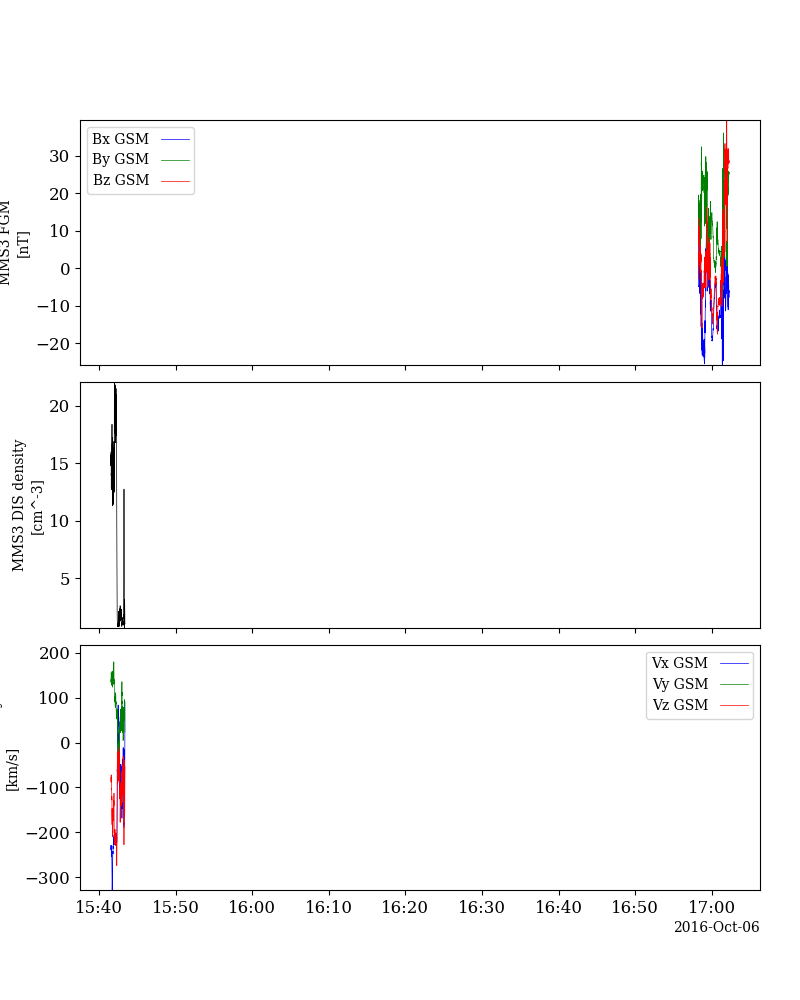 Bx GSM
By GSM
Bz GSM
30
20
10
0
−10
−20
MMS3 FGM
[nT]
20
15
10
5
MMS3 DIS density
[cm^-3]
Vx GSM
Vy GSM
Vz GSM
200
100
0
−100
−200
−300
[km/s]
15:40 15:50 16:00 16:10 16:20 16:30 16:40 16:50 17:00
2016-Oct-06